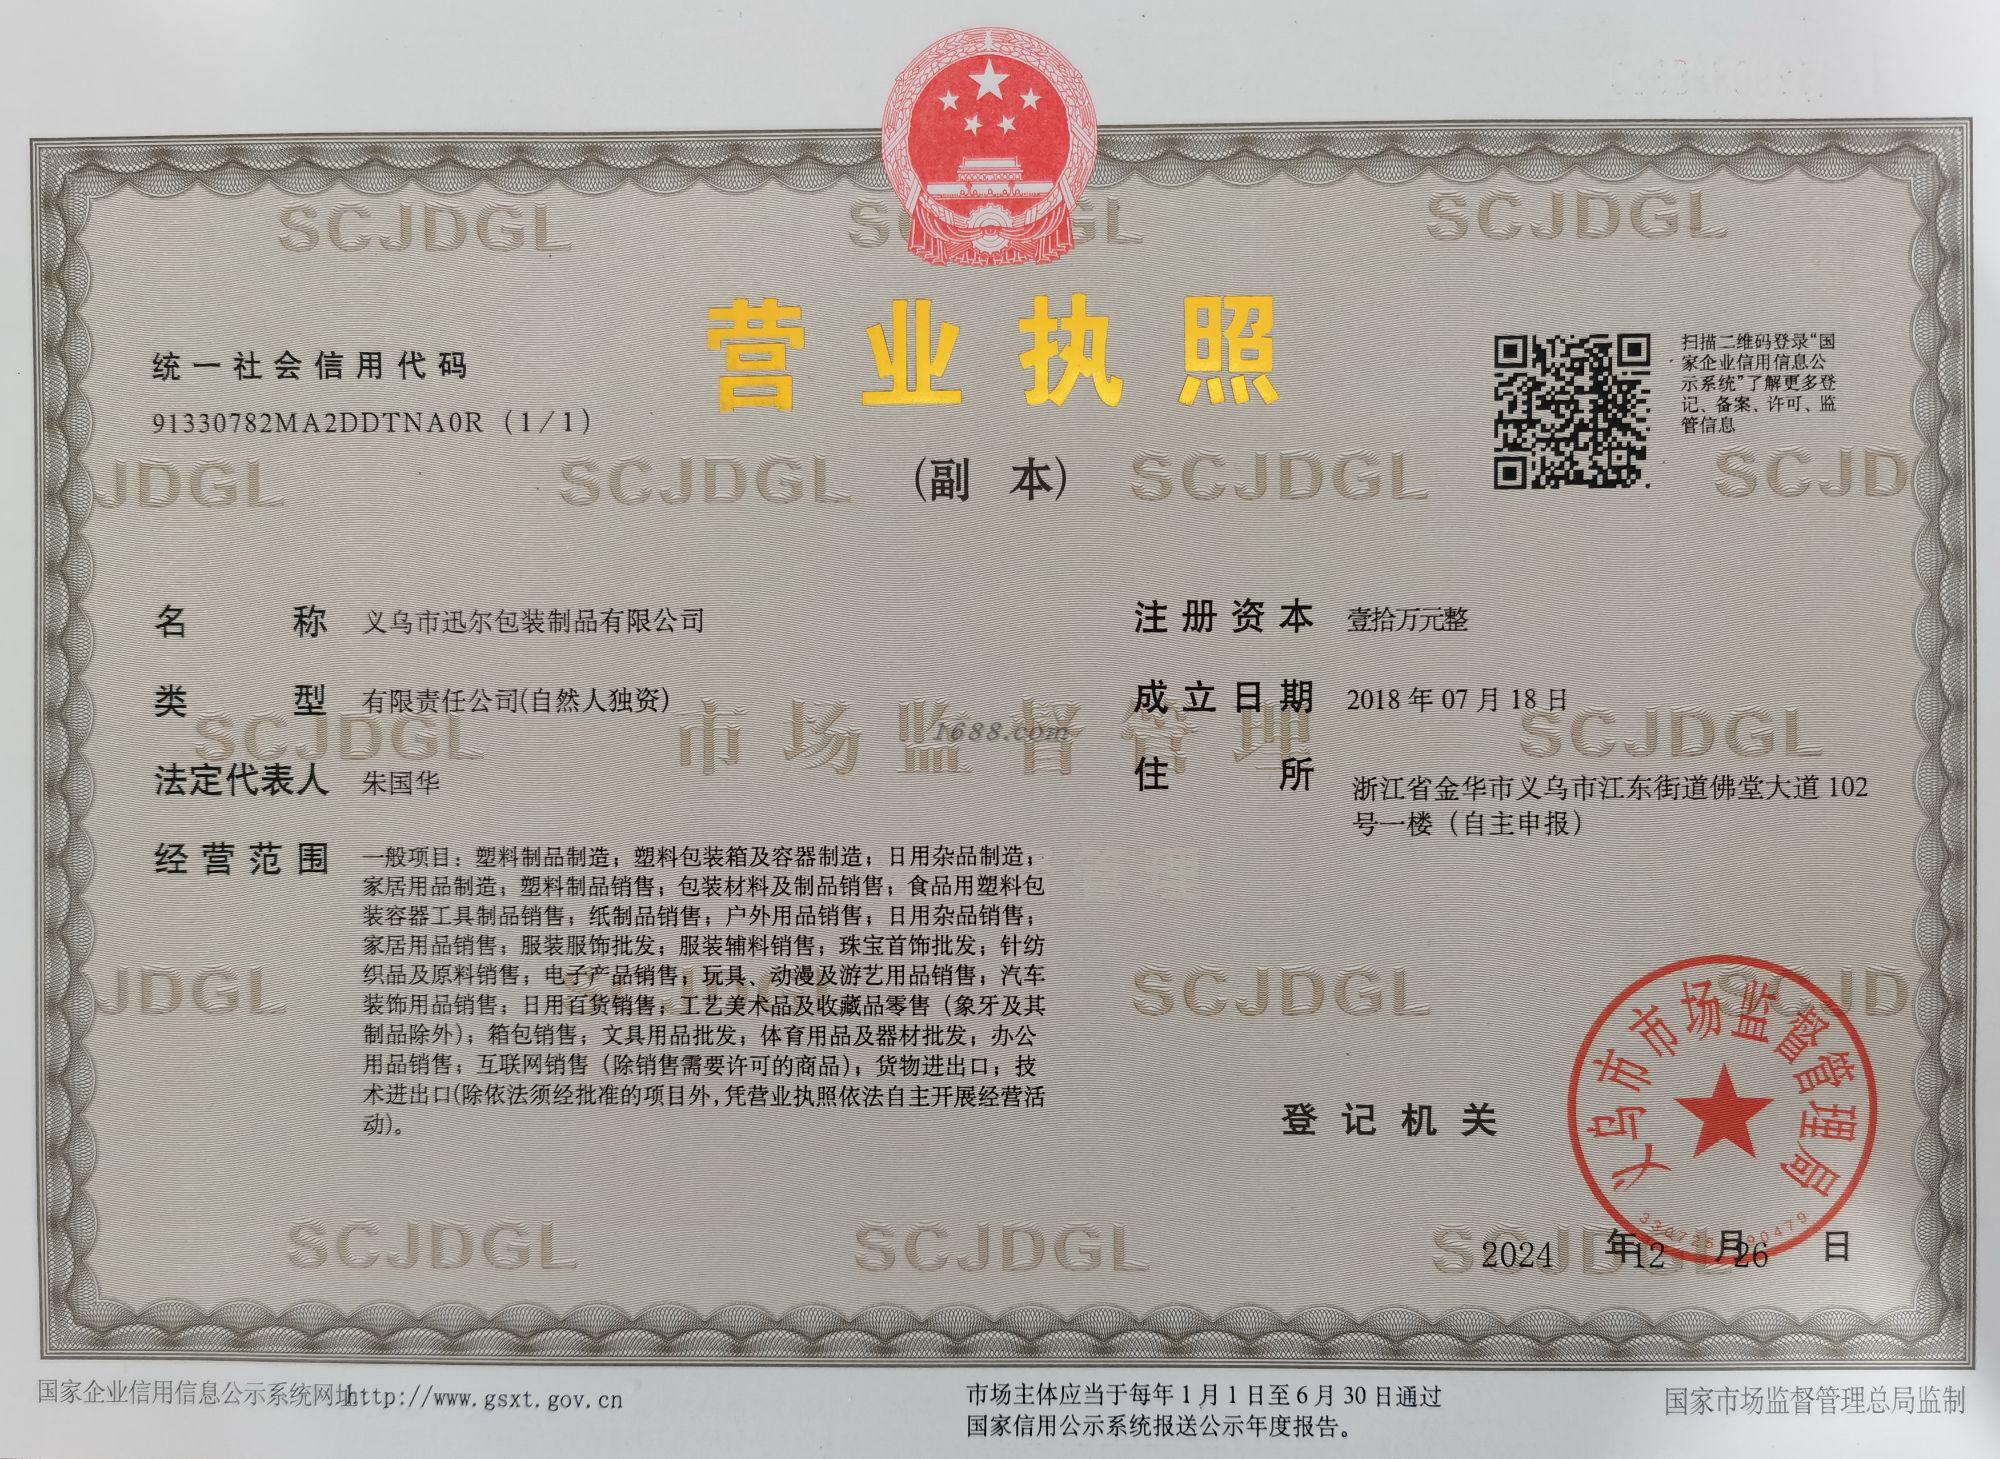 营业执照
(副 本)
统一社会信用代码
91330782MA2DDTNA0R (1/1)
扫描二维码登录“国
家企业信用信息公
示系统”了解更多登
记、备案、许可、监
管信息
名 称 义乌市迅尔包装制品有限公司
类 型 有限责任公司(自然人独资)
法定代表人 朱国华
经营范围 一般项目：塑料制品制造；塑料包装箱及容器制造；日用杂品制造；
家居用品制造；塑料制品销售；包装材料及制品销售；食品用塑料包
装容器工具制品销售；纸制品销售；户外用品销售；日用杂品销售；
家居用品销售；服装服饰批发；服装辅料销售；珠宝首饰批发；针纺
织品及原料销售；电子产品销售；玩具、动漫及游艺用品销售；汽车
装饰用品销售；日用百货销售；工艺美术品及收藏品零售（象牙及其
制品除外）；箱包销售；文具用品批发；体育用品及器材批发；办公
用品销售；互联网销售（除销售需要许可的商品）；货物进出口；技
术进出口(除依法须经批准的项目外,凭营业执照依法自主开展经营活
动)。
注册资本 壹拾万元整
成立日期 2018 年 07 月 18 日
住 所 浙江省金华市义乌市江东街道佛堂大道 102
号一楼（自主申报）
市场监督管理
1688.com
SCJDGL
登记机关
义乌市市场监督管理局
2024 年 12 月 26 日
国家企业信用信息公示系统网址http://www.gsxt.gov.cn
市场主体应当于每年 1 月 1 日至 6 月 30 日通过
国家信用公示系统报送公示年度报告。
国家市场监督管理总局监制